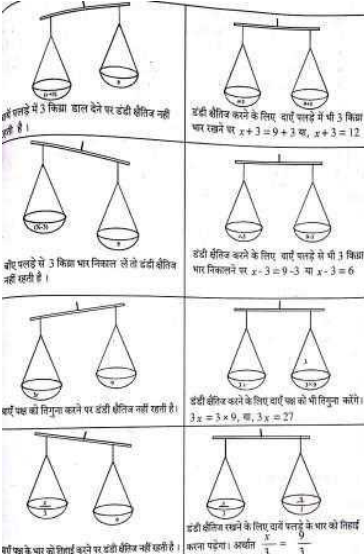 (x+3)
9
बायें पलड़े में 3 किग्रा डाल देने पर डंडी क्षैतिज नहीं
रहती है ।
x+3
9+3
डंडी क्षैतिज करने के लिए दाएँ पलड़े में भी 3 किग्रा
भार रखने पर x + 3 = 9 + 3 या, x + 3 = 12
(X-3)
9
बाँए पलड़े से 3 किग्रा भार निकाल लें तो डंडी क्षैतिज
नहीं रहती है ।
x-3
9-3
डंडी क्षैतिज करने के लिए दाएँ पलड़े से भी 3 किग्रा
भार निकालने पर x - 3 = 9 -3 या x - 3 = 6
3x
9
बाएँ पक्ष को तिगुना करने पर डंडी क्षैतिज नहीं रहती है।
3
3x
3×9
डंडी क्षैतिज करने के लिए दाएँ पक्ष को भी तिगुना करेंगे।
3x = 3 × 9, या, 3x = 27
x/3
9
बाएँ पक्ष के भार को तिहाई करने पर डंडी क्षैतिज नहीं रहती है ।
x/3
डंडी क्षैतिज रखने के लिए दायें पलड़े के भार को तिहाई
करना पड़ेगा। अर्थात x/3 = 9/3